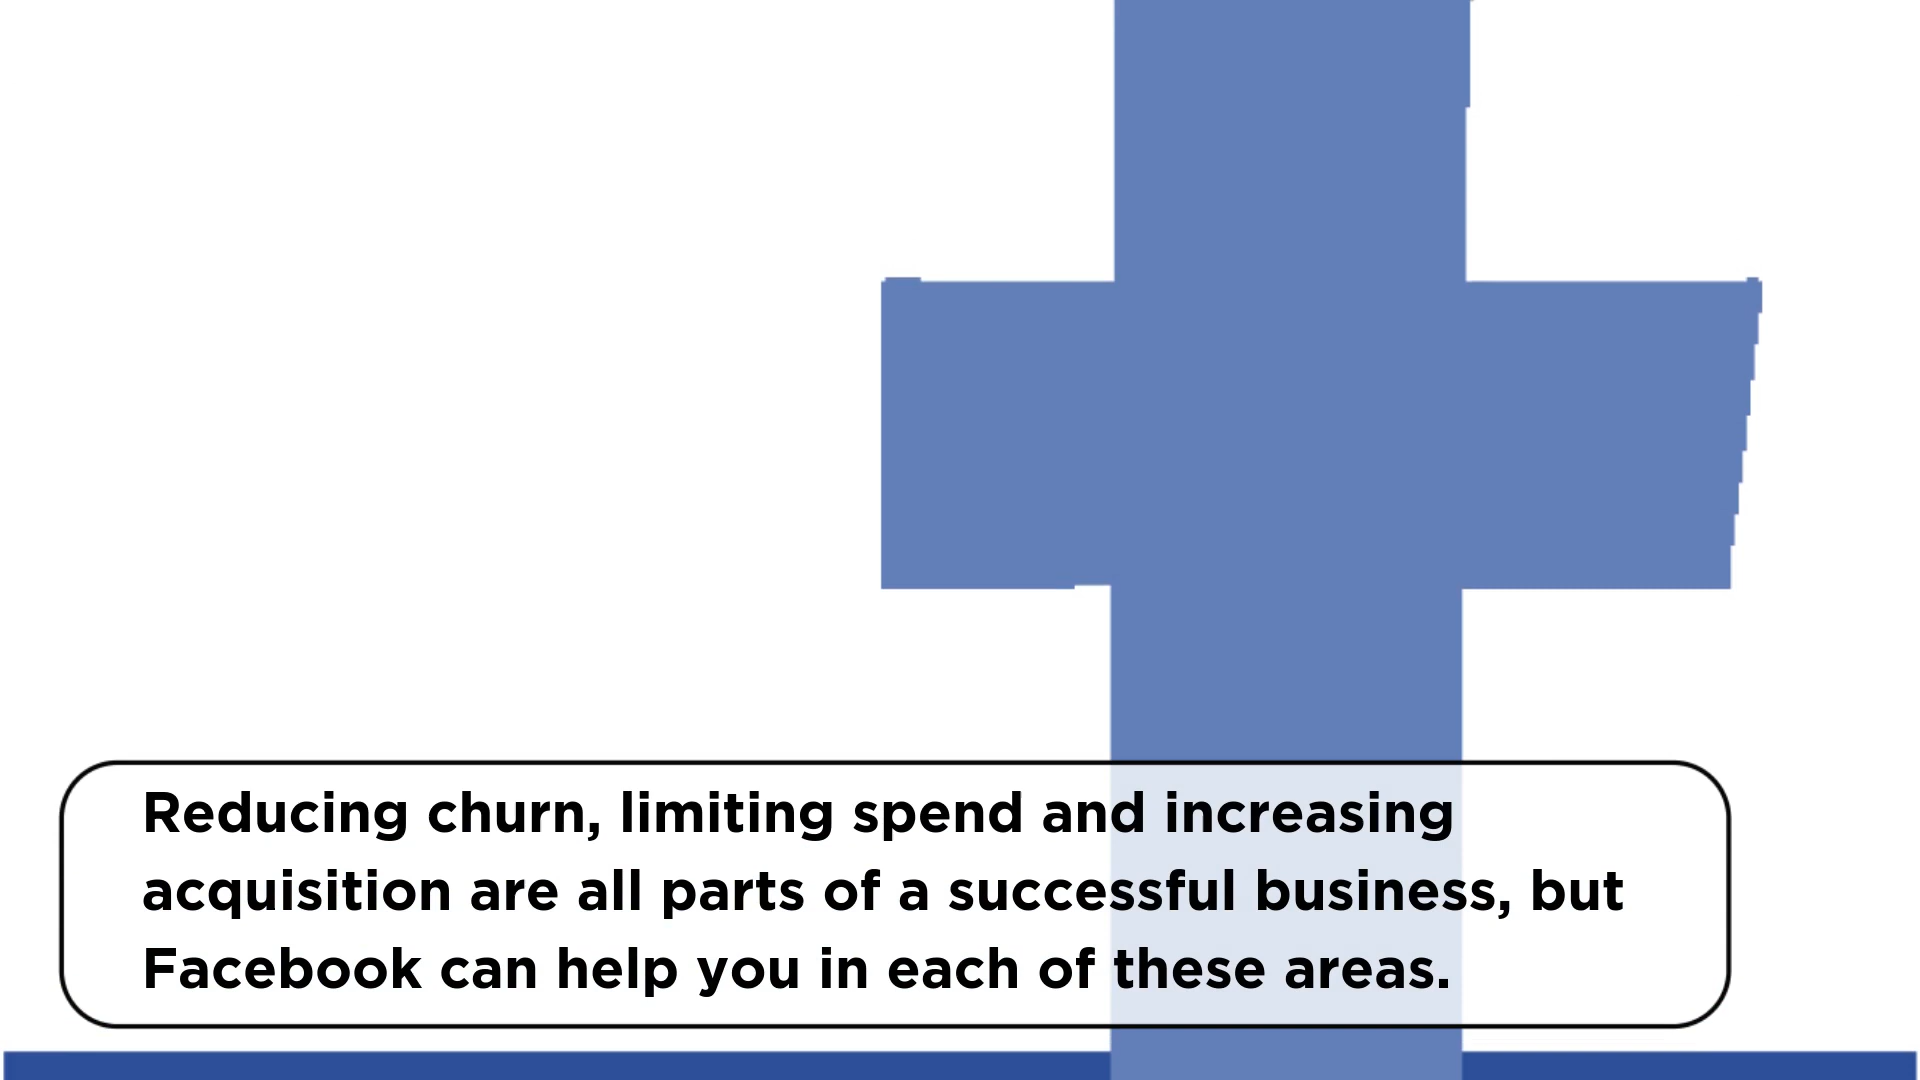 Reducing churn, limiting spend and increasing
acquisition are all parts of a successful business, but
Facebook can help you in each of these areas.